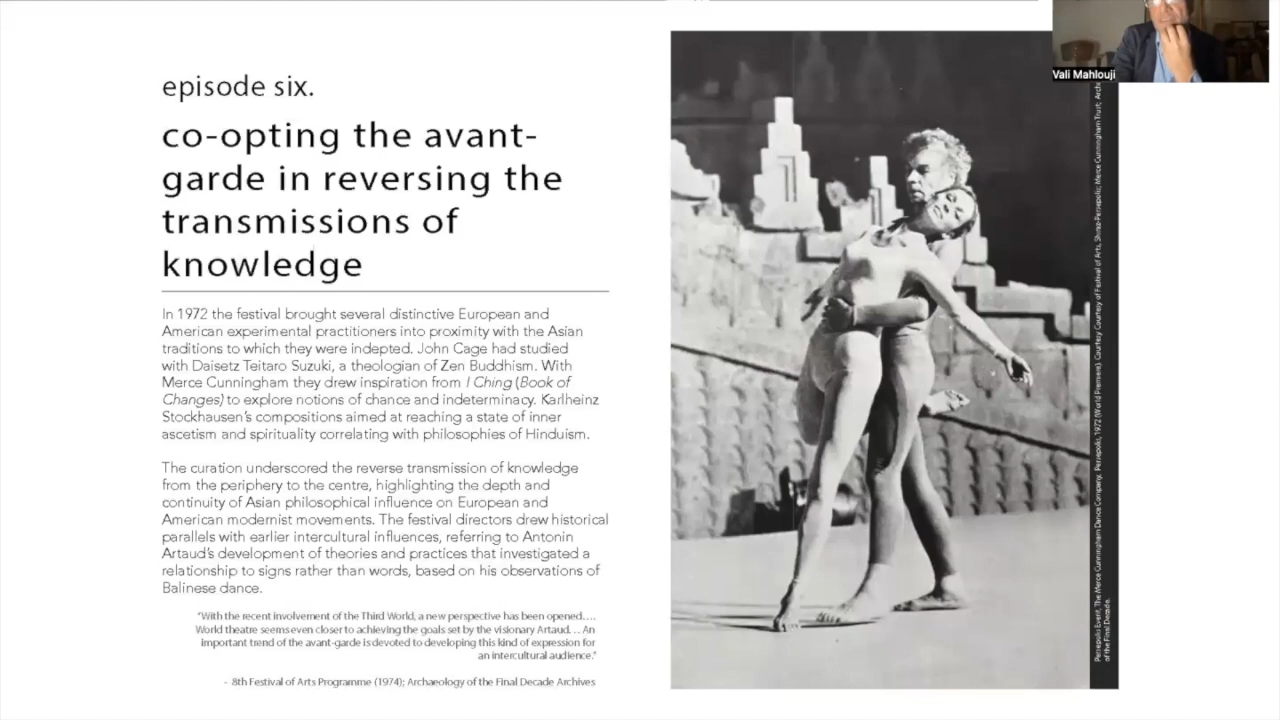 episode six.
co-opting the avant-
garde in reversing the
transmissions of
knowledge
In 1972 the festival brought several distinctive European and
American experimental practitioners into proximity with the Asian
traditions to which they were indepted. John Cage had studied
with Daisetz Teitaro Suzuki, a theologian of Zen Buddhism. With
Merce Cunningham they drew inspiration from I Ching (Book of
Changes) to explore notions of chance and indeterminacy. Karlheinz
Stockhausen's compositions aimed at reaching a state of inner
ascetism and spirituality correlating with philosophies of Hinduism.
The curation underscored the reverse transmission of knowledge
from the periphery to the centre, highlighting the depth and
continuity of Asian philosophical influence on European and
American modernist movements. The festival directors drew historical
parallels with earlier intercultural influences, referring to Antonin
Artaud's development of theories and practices that investigated a
relationship to signs rather than words, based on his observations of
Balinese dance.
"With the recent involvement of the Third World, a new perspective has been opened....
World theatre seems even closer to achieving the goals set by the visionary Artaud... An
important trend of the avant-garde is devoted to developing this kind of expression for
an intercultural audience."
- 8th Festival of Arts Programme (1974); Archaeology of the Final Decade Archives
Vali Mahlouji
Persepolis Event, The Merce Cunningham Dance Company, Persepolis, 1972 (World Premiere). Courtesy of Festival of Arts, Shiraz-Persepolis; Merce Cunningham Trust;
of the Final Decade.